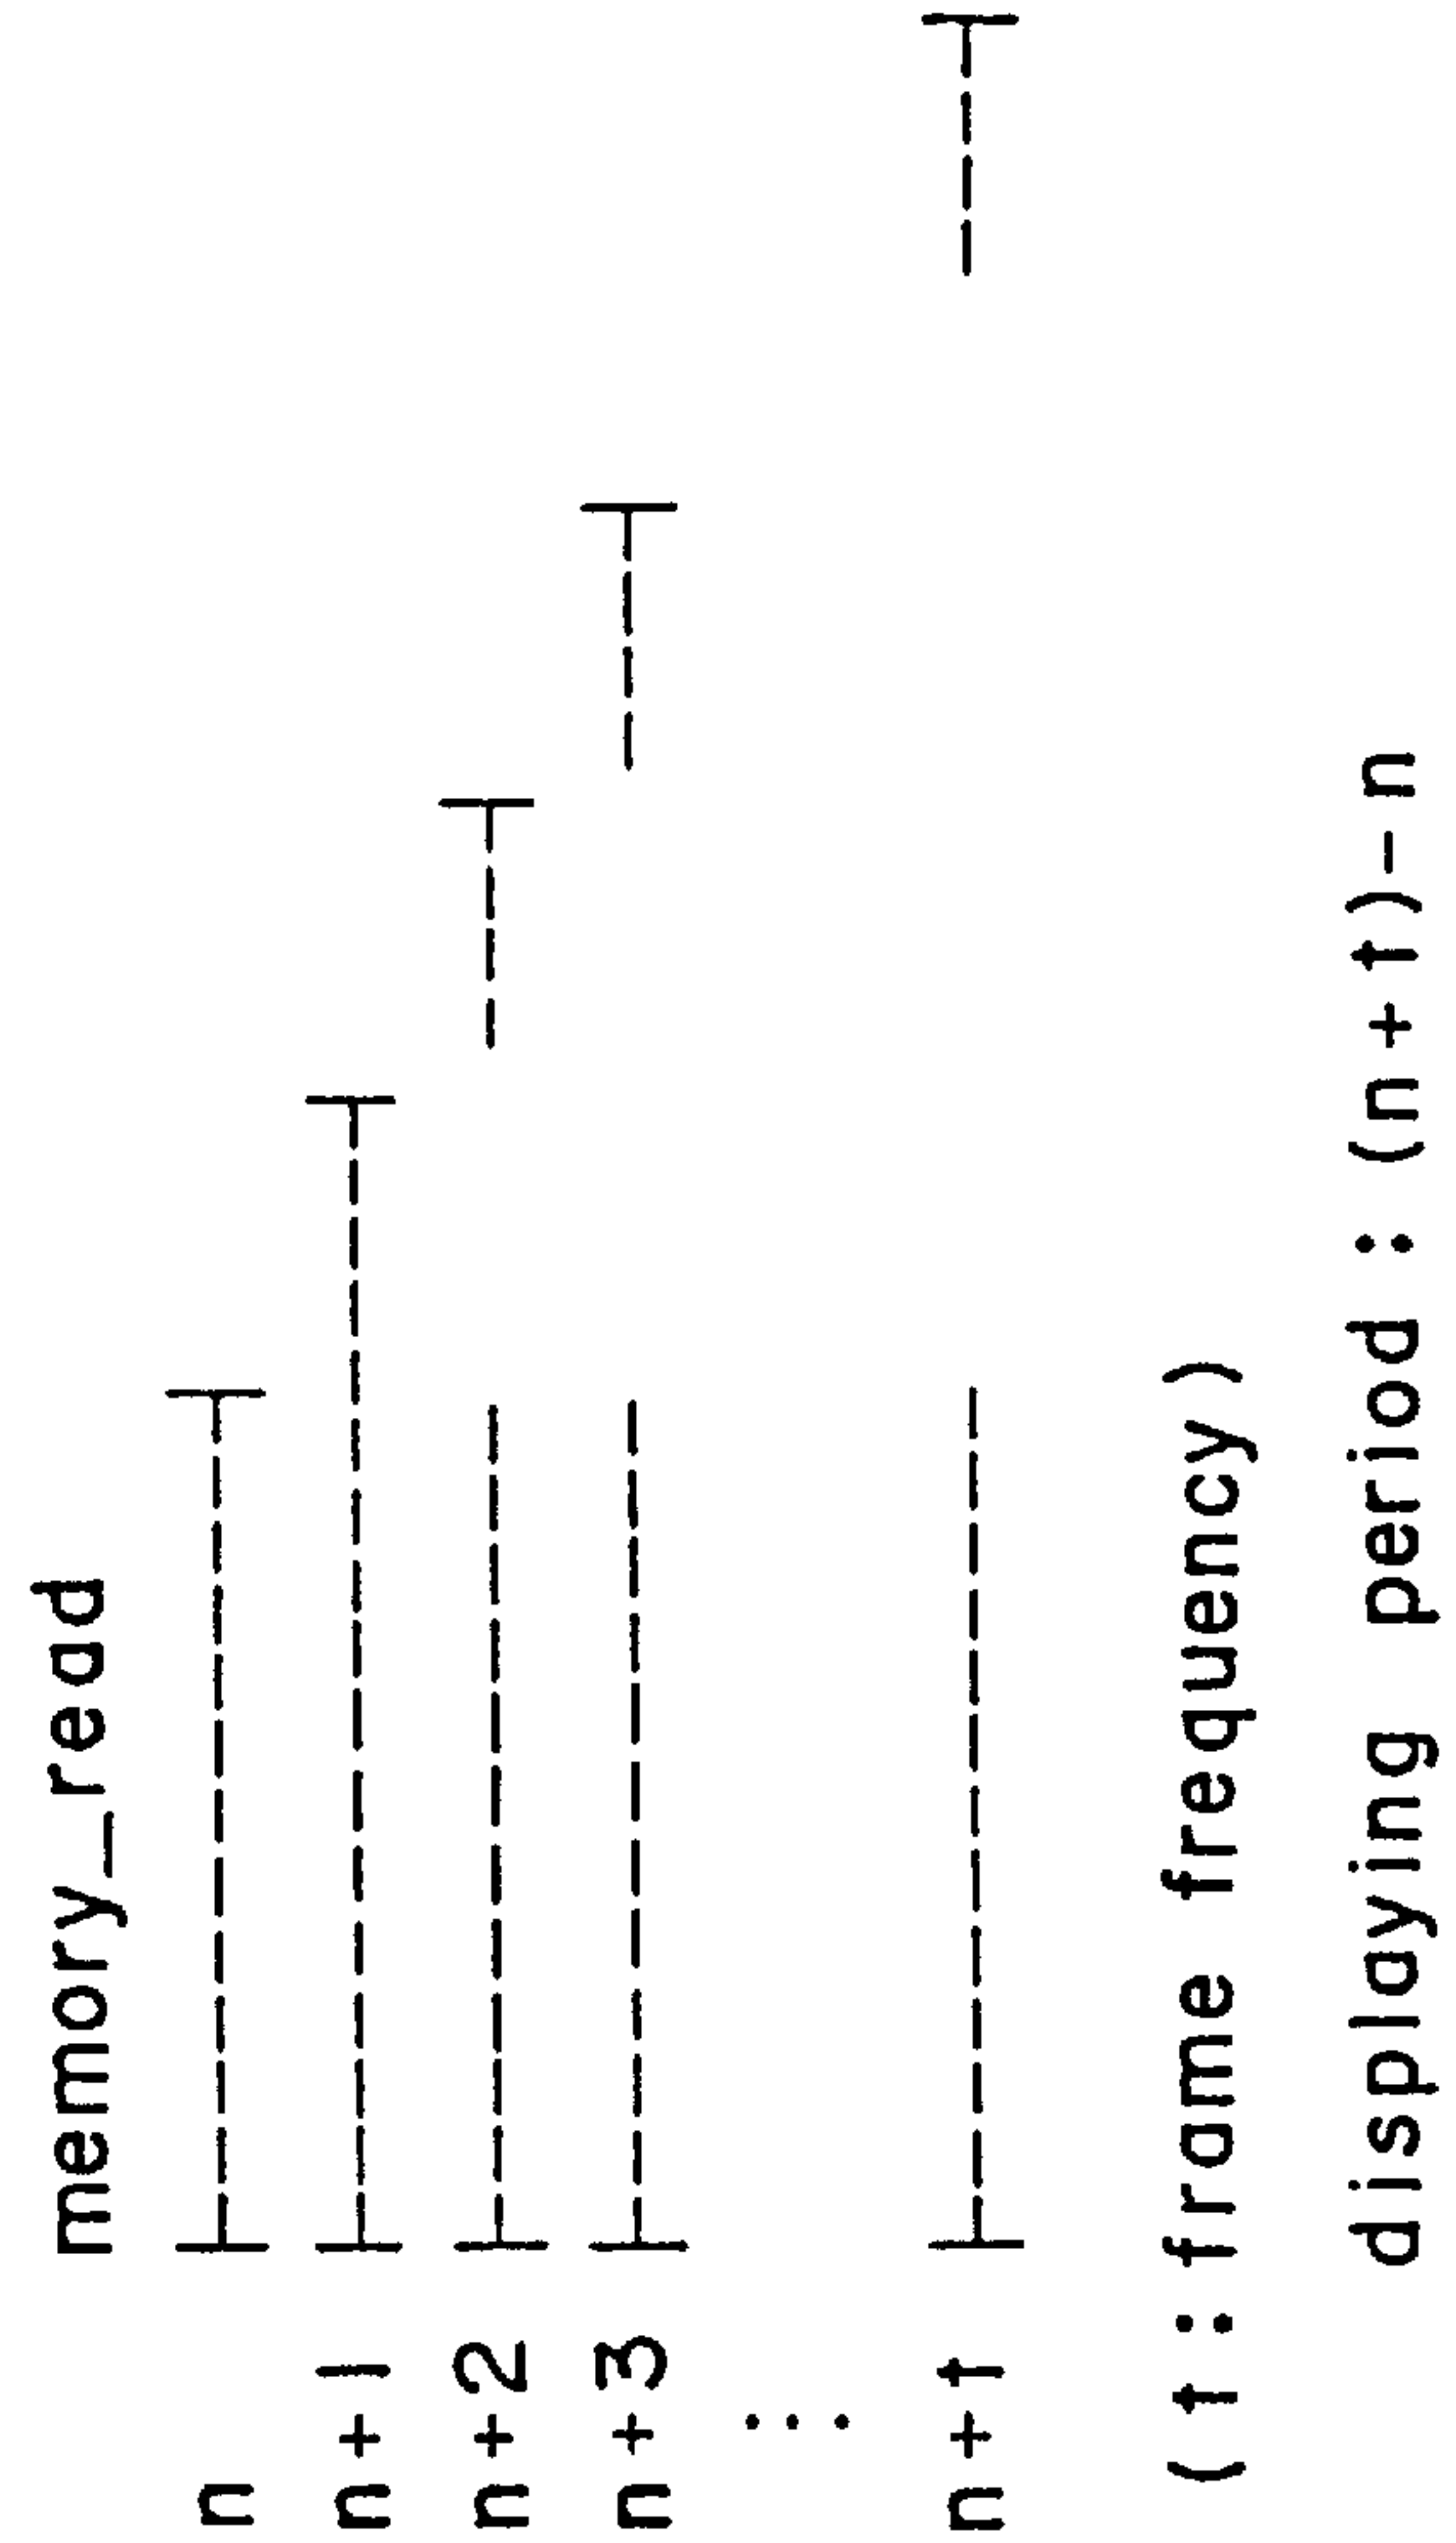 memory_read
n
n+1
n+2
n+3
...
n+t
(t:frame frequency)
displaying period : (n+t)-n